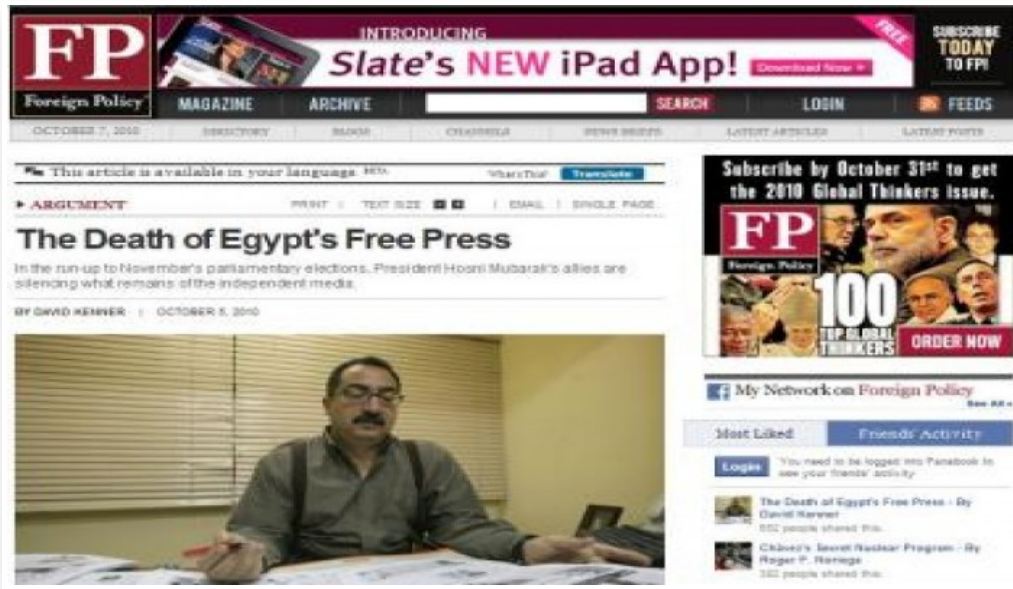 FP
Foreign Policy
INTRODUCING
Slate's NEW iPad App!
Download Now »
FREE
SUBSCRIBE
TODAY
TO FP!
MAGAZINE ARCHIVE SEARCH LOGIN FEEDS
OCTOBER 7, 2010 DIRECTORY BLOGS CHANNELS NEWS BRIEFS LATEST ARTICLES LATEST POSTS
This article is available in your language BETA What's This? Translate
ARGUMENT PRINT | TEXT SIZE | EMAIL | SINGLE PAGE
The Death of Egypt's Free Press
In the run-up to November's parliamentary elections, President Hosni Mubarak's allies are
silencing what remains of the independent media.
BY DAVID KENNER | OCTOBER 5, 2010
Subscribe by October 31st to get
the 2010 Global Thinkers issue.
FP
Foreign Policy
100
TOP GLOBAL
THINKERS
ORDER NOW
My Network on Foreign Policy
See All
Most Liked Friends' Activity
Login
You need to be logged into Facebook to
see your friends' activity
The Death of Egypt's Free Press - By
David Kenner
people shared this.
Chávez's Secret Nuclear Program - By
Roger F. Noriega
people shared this.